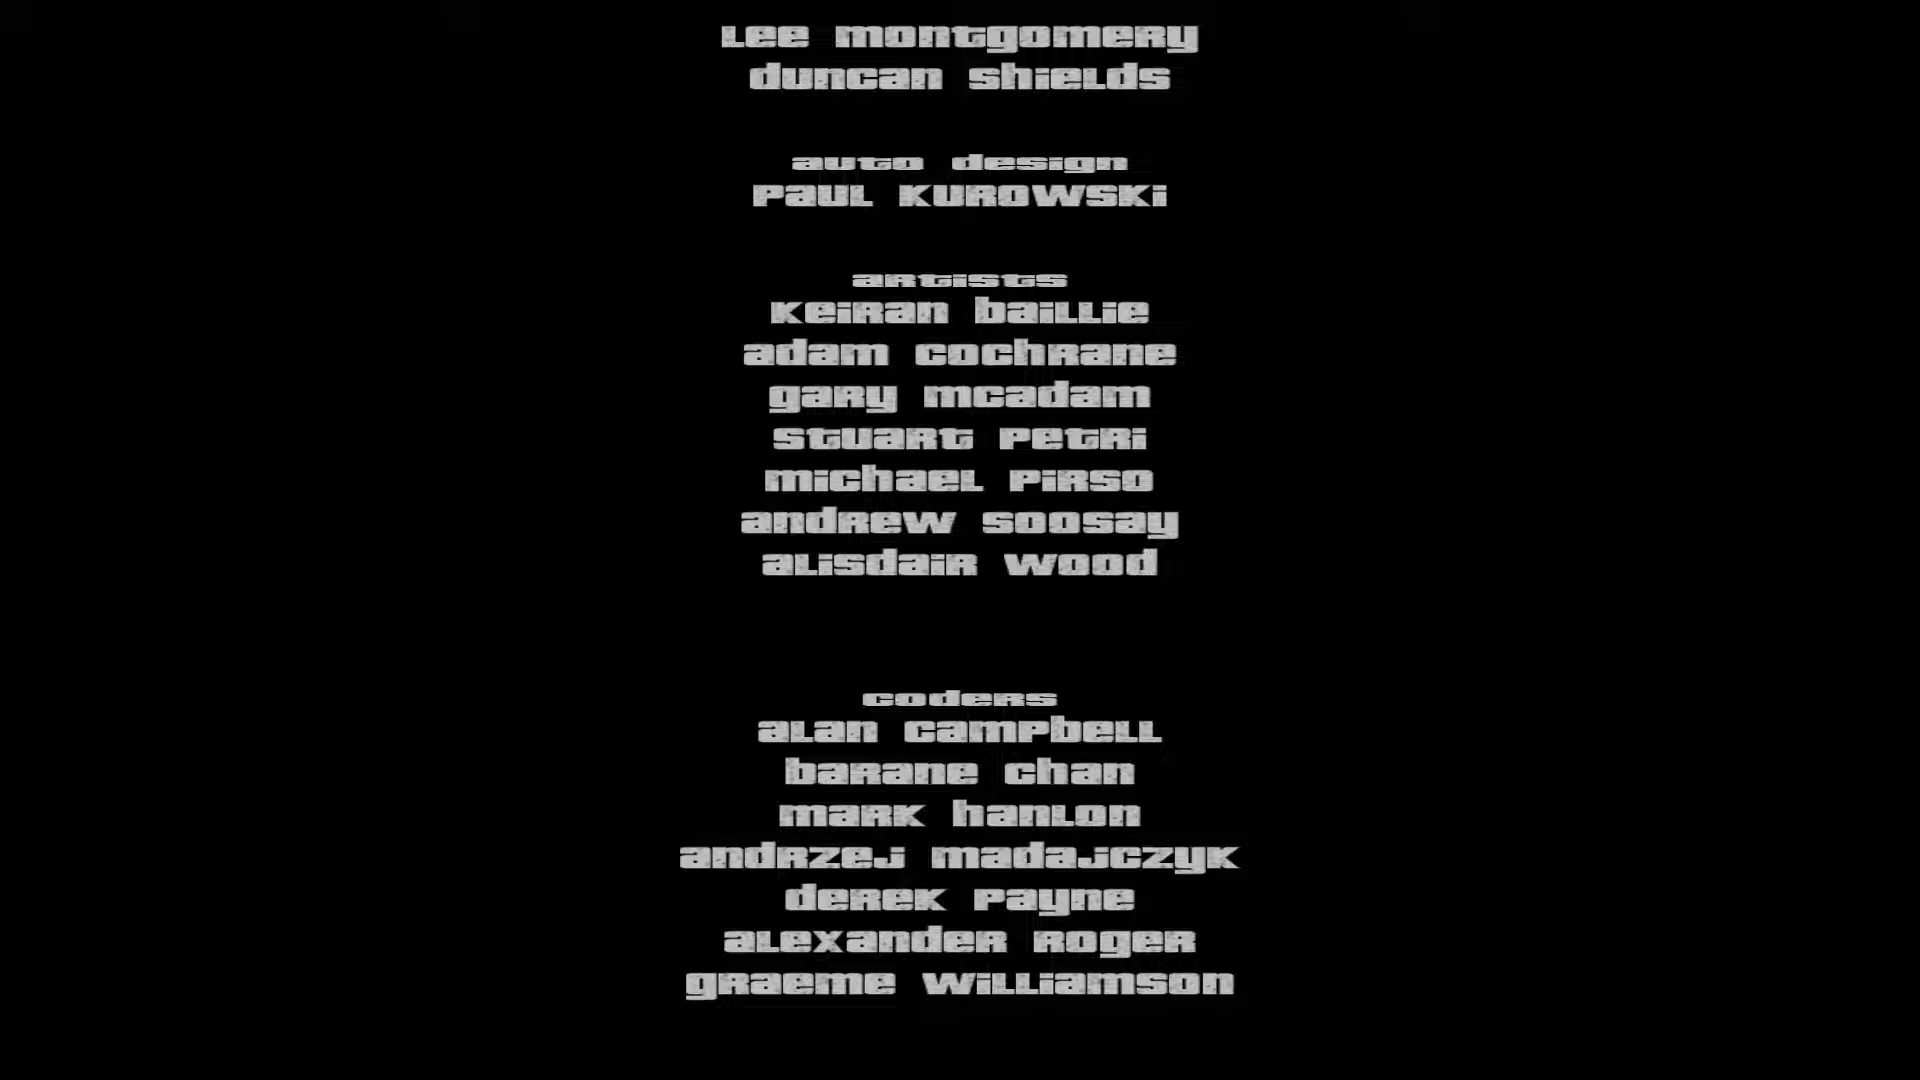 Lee Montgomery
Duncan Shields
auto design
Paul Kurowski
artists
Keiran Baillie
Adam Cochrane
Gary McAdam
Stuart Petri
Michael Pirso
Andrew Soosay
Alisdair Wood
coders
Alan Campbell
Barane Chan
Mark Hanlon
Andrzej Madajczyk
Derek Payne
Alexander Roger
Graeme Williamson